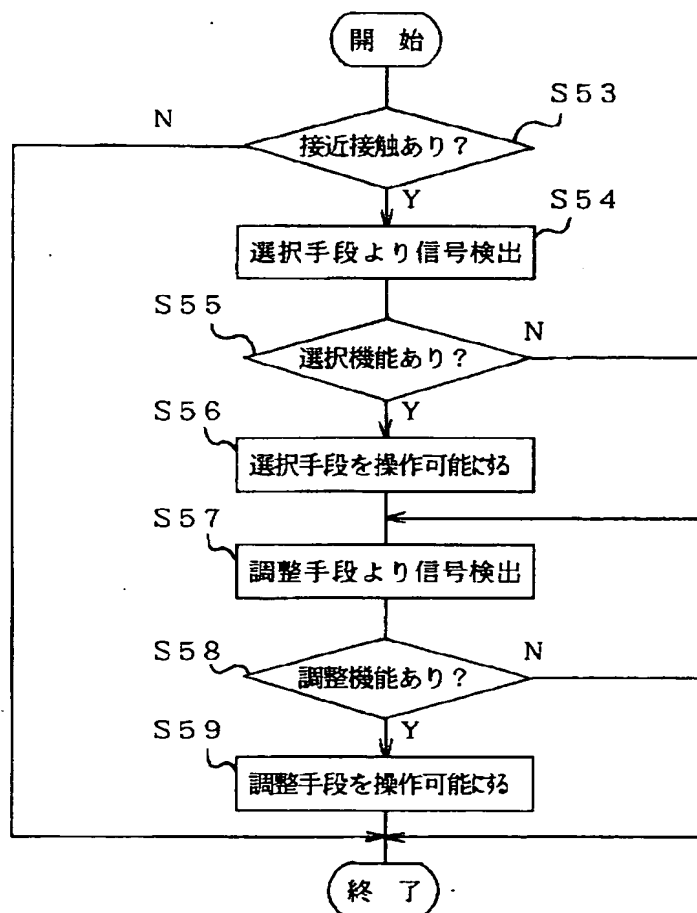 開 始
S53
N
接近接触あり?
Y
S54
選択手段より信号検出
S55
N
選択機能あり?
Y
S56
選択手段を操作可能にする
S57
調整手段より信号検出
S58
N
調整機能あり?
Y
S59
調整手段を操作可能にする
終 了